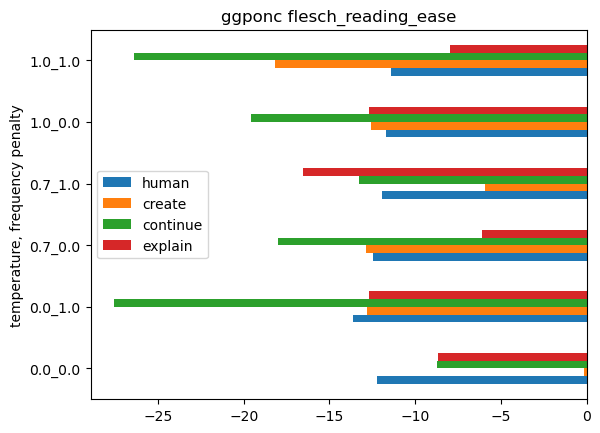 ggponc flesch_reading_ease
temperature, frequency penalty
1.0_1.0
1.0_0.0
0.7_1.0
0.7_0.0
0.0_1.0
0.0_0.0
human
create
continue
explain
−25
−20
−15
−10
−5
0